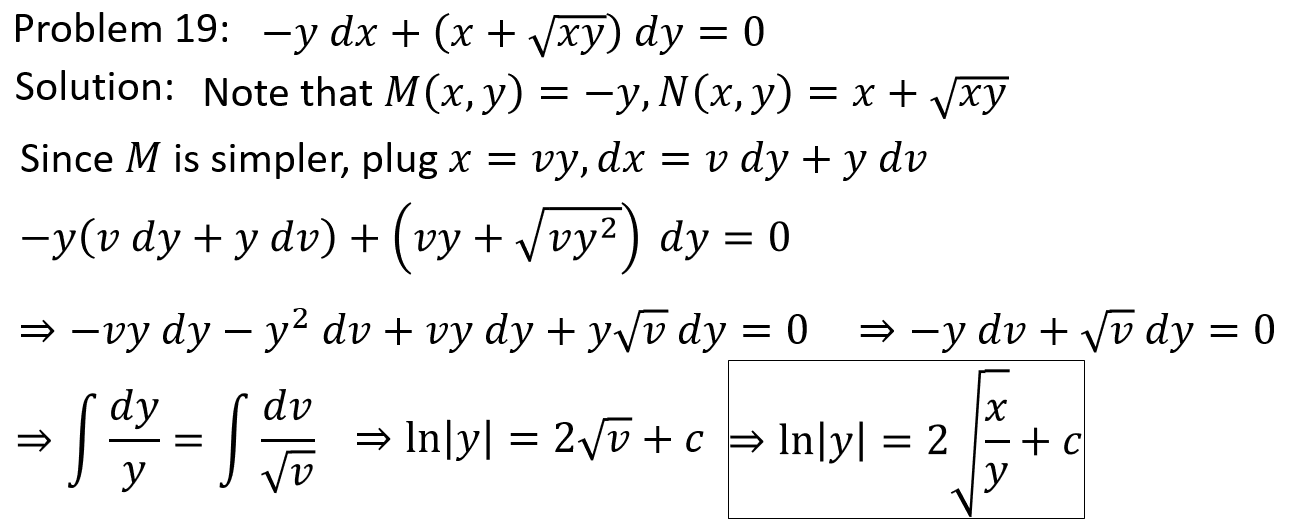 Problem 19: −y dx + (x + √xy) dy = 0
Solution: Note that M(x, y) = −y, N(x, y) = x + √xy
Since M is simpler, plug x = vy, dx = v dy + y dv
−y(v dy + y dv) + (vy + √vy²) dy = 0
⇒ −vy dy − y² dv + vy dy + y√v dy = 0 ⇒ −y dv + √v dy = 0
⇒ ∫ dy/y = ∫ dv/√v ⇒ ln|y| = 2√v + c ⇒ ln|y| = 2√(x/y) + c